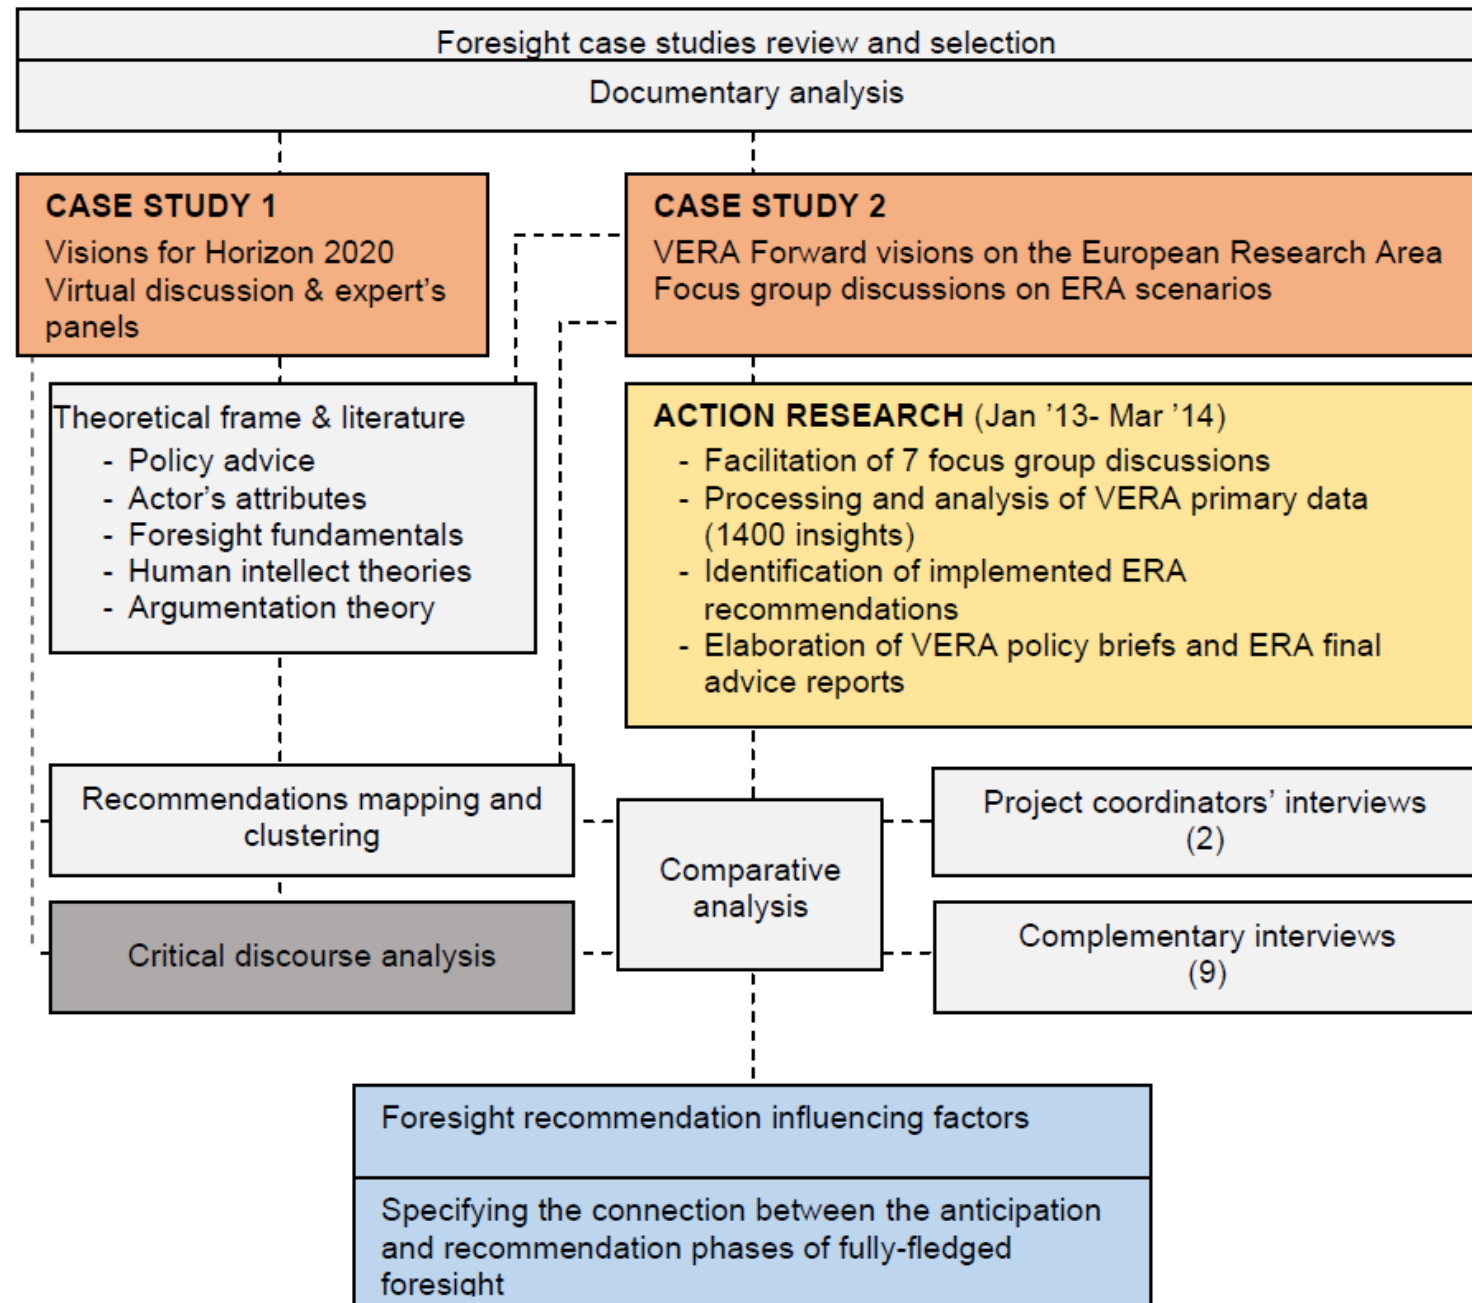 Foresight case studies review and selection
Documentary analysis
CASE STUDY 1
Visions for Horizon 2020
Virtual discussion & expert's
panels
CASE STUDY 2
VERA Forward visions on the European Research Area
Focus group discussions on ERA scenarios
Theoretical frame & literature
- Policy advice
- Actor's attributes
- Foresight fundamentals
- Human intellect theories
- Argumentation theory
ACTION RESEARCH (Jan '13- Mar '14)
- Facilitation of 7 focus group discussions
- Processing and analysis of VERA primary data
(1400 insights)
- Identification of implemented ERA
recommendations
- Elaboration of VERA policy briefs and ERA final
advice reports
Recommendations mapping and
clustering
Comparative
analysis
Project coordinators' interviews
(2)
Critical discourse analysis
Complementary interviews
(9)
Foresight recommendation influencing factors
Specifying the connection between the anticipation
and recommendation phases of fully-fledged
foresight